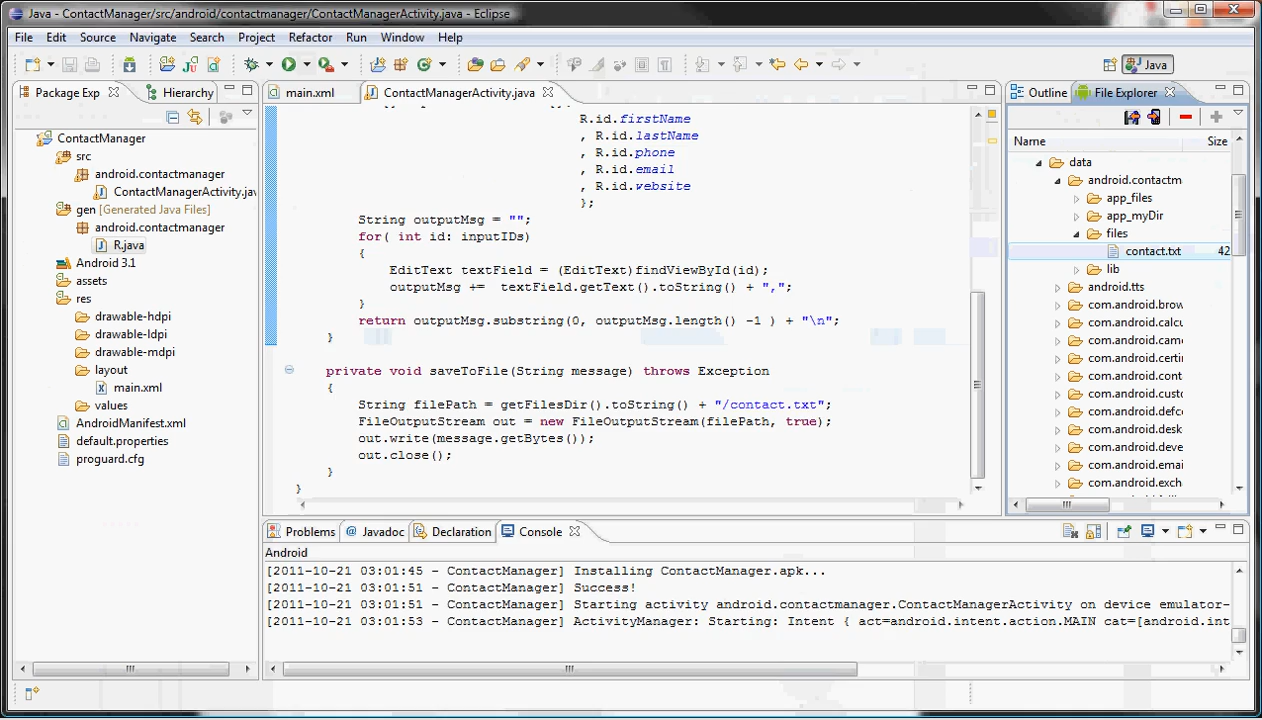 Java - ContactManager/src/android/contactmanager/ContactManagerActivity.java - Eclipse
File Edit Source Navigate Search Project Refactor Run Window Help
Java
Package Exp
Hierarchy
ContactManager
src
android.contactmanager
ContactManagerActivity.jav
gen [Generated Java Files]
android.contactmanager
R.java
Android 3.1
assets
res
drawable-hdpi
drawable-ldpi
drawable-mdpi
layout
main.xml
values
AndroidManifest.xml
default.properties
proguard.cfg
main.xml
ContactManagerActivity.java
R.id.firstName
, R.id.lastName
, R.id.phone
, R.id.email
, R.id.website
};
String outputMsg = "";
for( int id: inputIDs)
{
EditText textField = (EditText)findViewById(id);
outputMsg += textField.getText().toString() + ",";
}
return outputMsg.substring(0, outputMsg.length() -1 ) + "\n";
}
private void saveToFile(String message) throws Exception
{
String filePath = getFilesDir().toString() + "/contact.txt";
FileOutputStream out = new FileOutputStream(filePath, true);
out.write(message.getBytes());
out.close();
}
}
Outline
File Explorer
Name Size
data
android.contactm
app_files
app_myDir
files
contact.txt 42
lib
android.tts
com.android.brow
com.android.calcu
com.android.came
com.android.certin
com.android.cont
com.android.custo
com.android.defco
com.android.desk
com.android.deve
com.android.emai
com.android.exch
Problems
@ Javadoc
Declaration
Console
Android
[2011-10-21 03:01:45 - ContactManager] Installing ContactManager.apk...
[2011-10-21 03:01:51 - ContactManager] Success!
[2011-10-21 03:01:51 - ContactManager] Starting activity android.contactmanager.ContactManagerActivity on device emulator-
[2011-10-21 03:01:53 - ContactManager] ActivityManager: Starting: Intent { act=android.intent.action.MAIN cat=[android.int